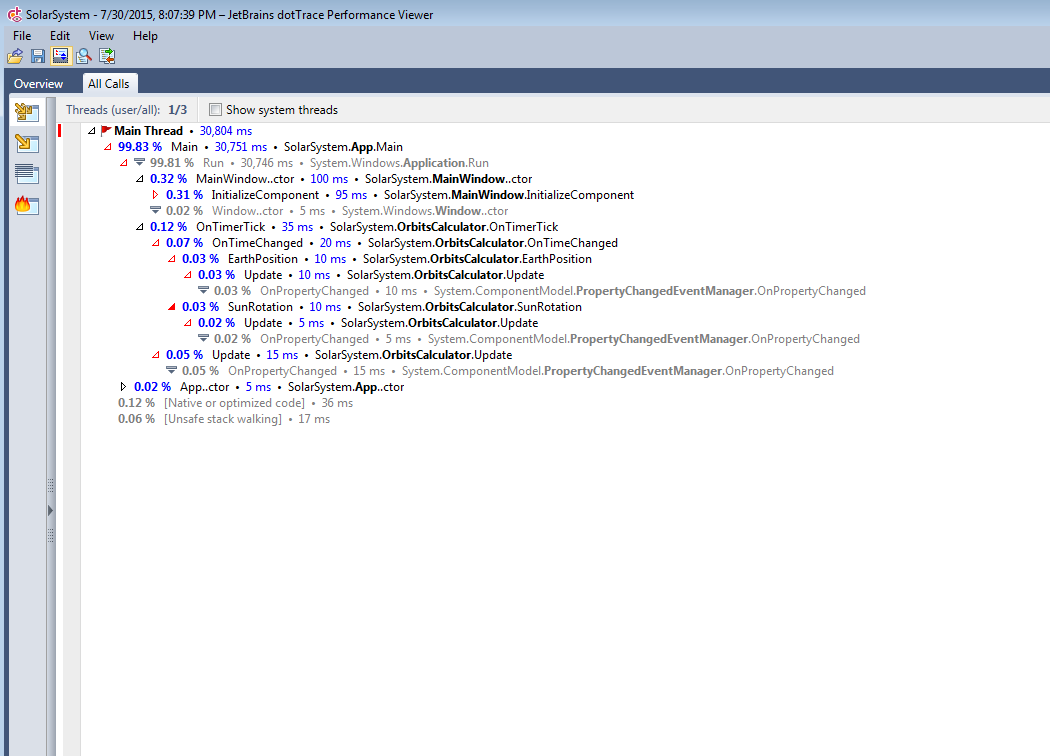 SolarSystem - 7/30/2015, 8:07:39 PM – JetBrains dotTrace Performance Viewer
File Edit View Help
Overview All Calls
Threads (user/all): 1/3 Show system threads
Main Thread • 30,804 ms
99.83 % Main • 30,751 ms • SolarSystem.App.Main
99.81 % Run • 30,746 ms • System.Windows.Application.Run
0.32 % MainWindow..ctor • 100 ms • SolarSystem.MainWindow..ctor
0.31 % InitializeComponent • 95 ms • SolarSystem.MainWindow.InitializeComponent
0.02 % Window..ctor • 5 ms • System.Windows.Window..ctor
0.12 % OnTimerTick • 35 ms • SolarSystem.OrbitsCalculator.OnTimerTick
0.07 % OnTimeChanged • 20 ms • SolarSystem.OrbitsCalculator.OnTimeChanged
0.03 % EarthPosition • 10 ms • SolarSystem.OrbitsCalculator.EarthPosition
0.03 % Update • 10 ms • SolarSystem.OrbitsCalculator.Update
0.03 % OnPropertyChanged • 10 ms • System.ComponentModel.PropertyChangedEventManager.OnPropertyChanged
0.03 % SunRotation • 10 ms • SolarSystem.OrbitsCalculator.SunRotation
0.02 % Update • 5 ms • SolarSystem.OrbitsCalculator.Update
0.02 % OnPropertyChanged • 5 ms • System.ComponentModel.PropertyChangedEventManager.OnPropertyChanged
0.05 % Update • 15 ms • SolarSystem.OrbitsCalculator.Update
0.05 % OnPropertyChanged • 15 ms • System.ComponentModel.PropertyChangedEventManager.OnPropertyChanged
0.02 % App..ctor • 5 ms • SolarSystem.App..ctor
0.12 % [Native or optimized code] • 36 ms
0.06 % [Unsafe stack walking] • 17 ms